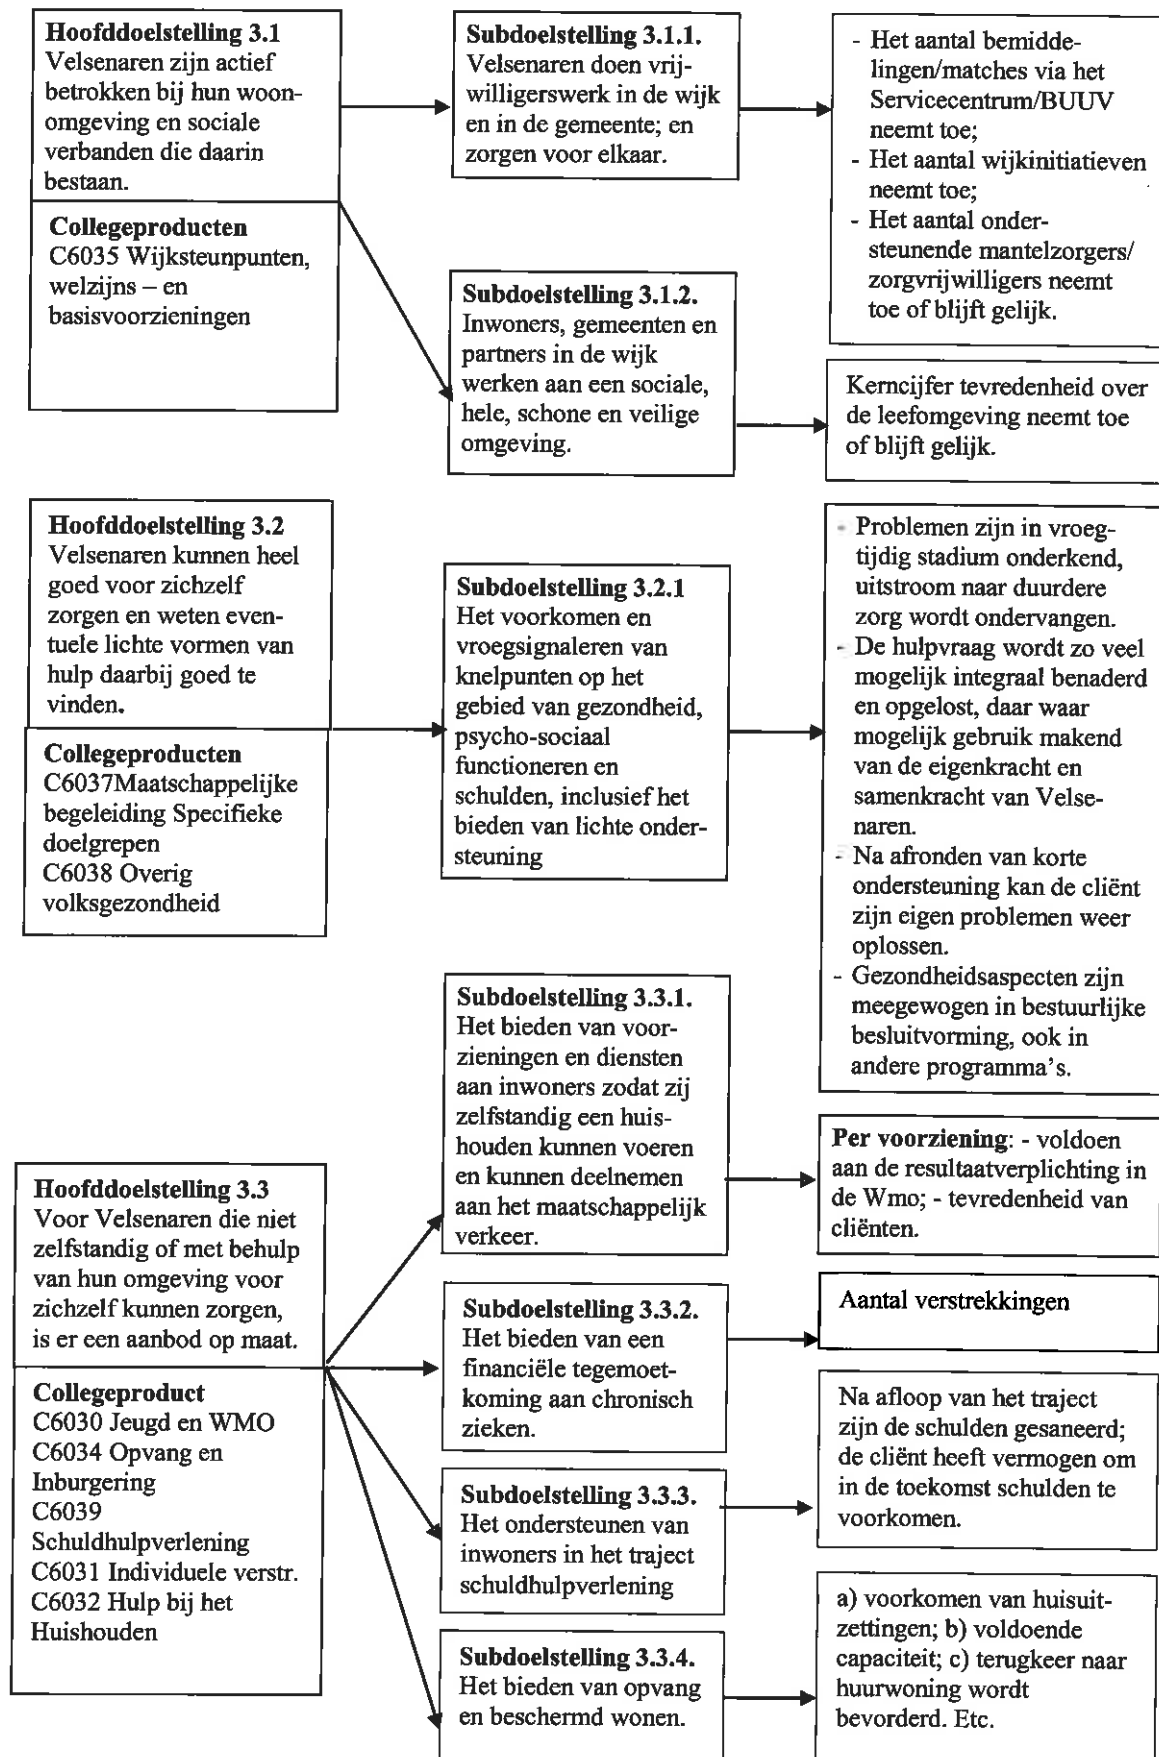 Hoofddoelstelling 3.1
Velsenaren zijn actief
betrokken bij hun woon-
omgeving en sociale
verbanden die daarin
bestaan.
Collegeproducten
C6035 Wijksteunpunten,
welzijns – en
basisvoorzieningen
Subdoelstelling 3.1.1.
Velsenaren doen vrij-
willigerswerk in de wijk
en in de gemeente; en
zorgen voor elkaar.
- Het aantal bemidde-
lingen/matches via het
Servicecentrum/BUUV
neemt toe;
- Het aantal wijkinitiatieven
neemt toe;
- Het aantal onder-
steunende mantelzorgers/
zorgvrijwilligers neemt
toe of blijft gelijk.
Subdoelstelling 3.1.2.
Inwoners, gemeenten en
partners in de wijk
werken aan een sociale,
hele, schone en veilige
omgeving.
Kerncijfer tevredenheid over
de leefomgeving neemt toe
of blijft gelijk.
Hoofddoelstelling 3.2
Velsenaren kunnen heel
goed voor zichzelf
zorgen en weten even-
tuele lichte vormen van
hulp daarbij goed te
vinden.
Collegeproducten
C6037Maatschappelijke
begeleiding Specifieke
doelgrepen
C6038 Overig
volksgezondheid
Subdoelstelling 3.2.1
Het voorkomen en
vroegsignaleren van
knelpunten op het
gebied van gezondheid,
psycho-sociaal
functioneren en
schulden, inclusief het
bieden van lichte onder-
steuning
- Problemen zijn in vroeg-
tijdig stadium onderkend,
uitstroom naar duurdere
zorg wordt ondervangen.
- De hulpvraag wordt zo veel
mogelijk integraal benaderd
en opgelost, daar waar
mogelijk gebruik makend
van de eigenkracht en
samenkracht van Velse-
naren.
- Na afronden van korte
ondersteuning kan de cliënt
zijn eigen problemen weer
oplossen.
- Gezondheidsaspecten zijn
meegewogen in bestuurlijke
besluitvorming, ook in
andere programma's.
Hoofddoelstelling 3.3
Voor Velsenaren die niet
zelfstandig of met behulp
van hun omgeving voor
zichzelf kunnen zorgen,
is er een aanbod op maat.
Collegeproduct
C6030 Jeugd en WMO
C6034 Opvang en
Inburgering
C6039
Schuldhulpverlening
C6031 Individuele verstr.
C6032 Hulp bij het
Huishouden
Subdoelstelling 3.3.1.
Het bieden van voor-
zieningen en diensten
aan inwoners zodat zij
zelfstandig een huis-
houden kunnen voeren
en kunnen deelnemen
aan het maatschappelijk
verkeer.
Per voorziening: - voldoen
aan de resultaatverplichting in
de Wmo; - tevredenheid van
cliënten.
Subdoelstelling 3.3.2.
Het bieden van een
financiële tegemoet-
koming aan chronisch
zieken.
Aantal verstrekkingen
Subdoelstelling 3.3.3.
Het ondersteunen van
inwoners in het traject
schuldhulpverlening
Na afloop van het traject
zijn de schulden gesaneerd;
de cliënt heeft vermogen om
in de toekomst schulden te
voorkomen.
Subdoelstelling 3.3.4.
Het bieden van opvang
en beschermd wonen.
a) voorkomen van huisuit-
zettingen; b) voldoende
capaciteit; c) terugkeer naar
huurwoning wordt
bevorderd. Etc.